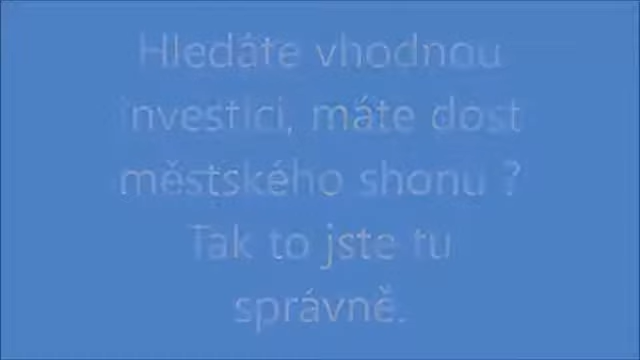 Hledáte vhodnou
investici, máte dost
městského shonu ?
Tak to jste tu
správně.